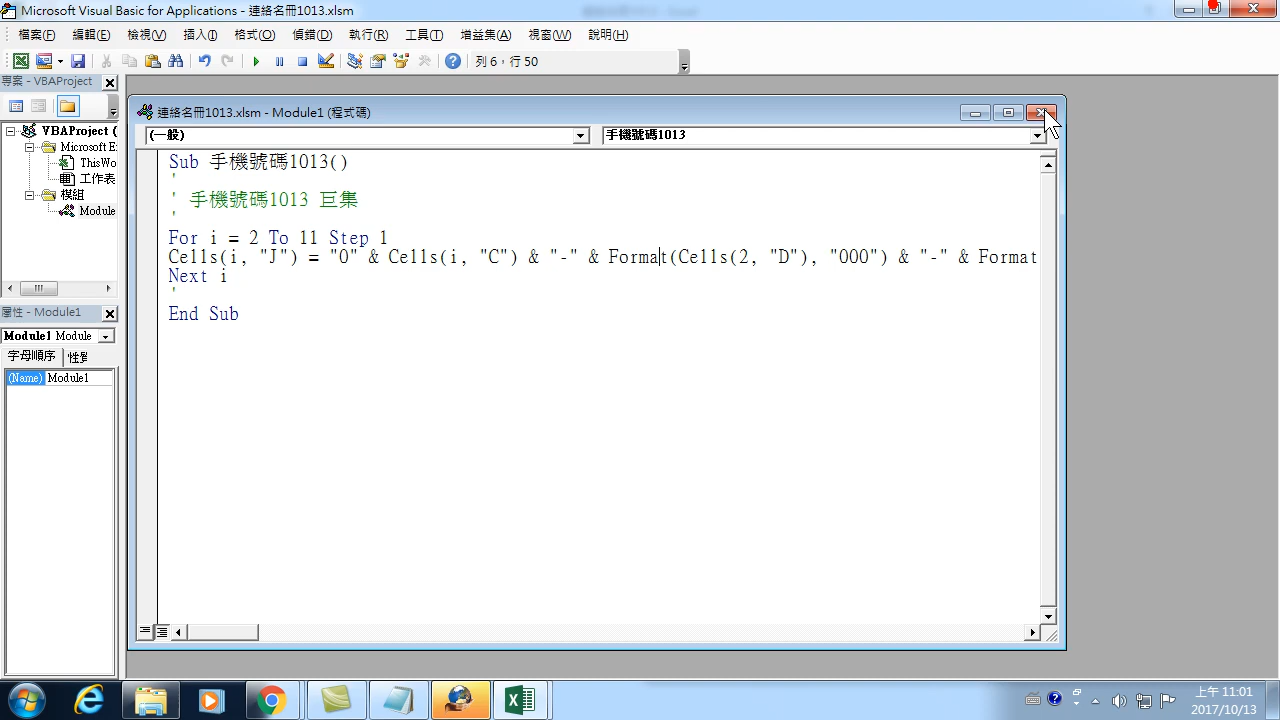 Microsoft Visual Basic for Applications - 連絡名冊1013.xlsm
檔案(F) 編輯(E) 檢視(V) 插入(I) 格式(O) 偵錯(D) 執行(R) 工具(T) 增益集(A) 視窗(W) 說明(H)
列 6，行 50
專案 - VBAProject
VBAProject (
Microsoft E
ThisWo
工作表
模組
Module
屬性 - Module1
Module1 Module
字母順序
(Name) Module1
連絡名冊1013.xlsm - Module1 (程式碼)
(一般) 手機號碼1013
Sub 手機號碼1013()
'
' 手機號碼1013 巨集
'
For i = 2 To 11 Step 1
Cells(i, "J") = "0" & Cells(i, "C") & "-" & Format(Cells(2, "D"), "000") & "-" & Format
Next i
'
End Sub
上午 11:01
2017/10/13